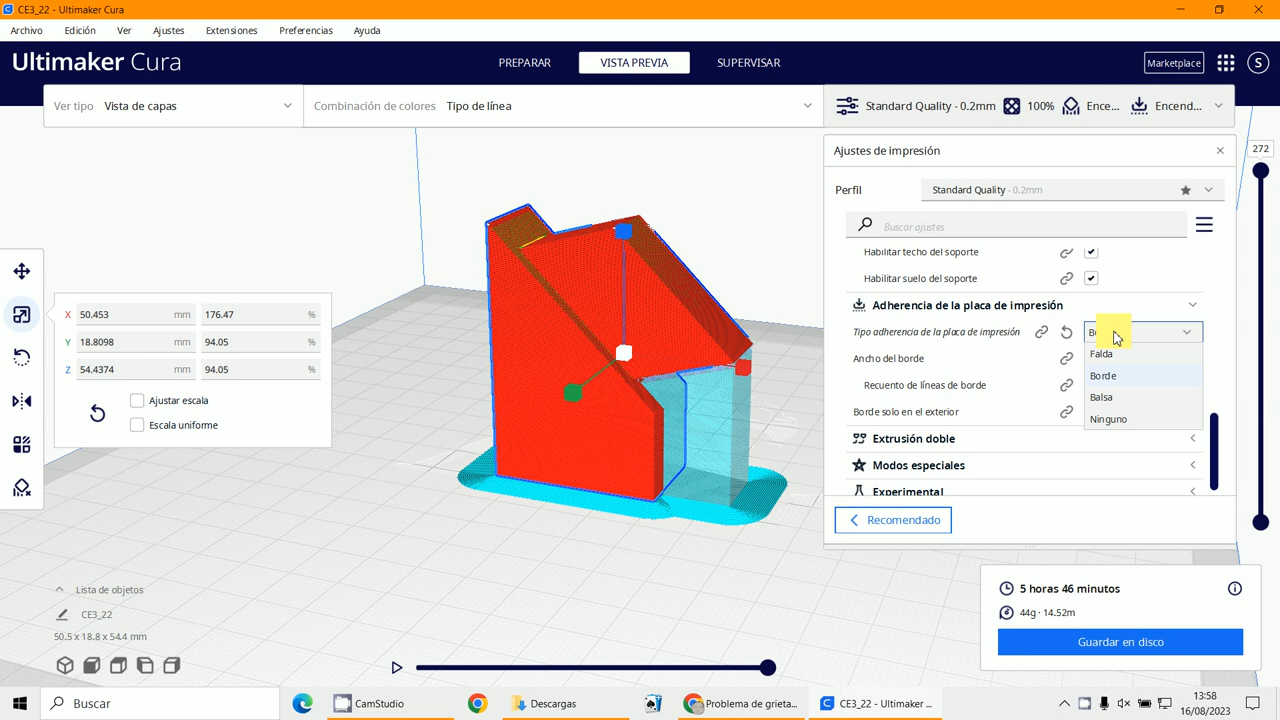 CE3_22 - Ultimaker Cura
Archivo Edición Ver Ajustes Extensiones Preferencias Ayuda
Ultimaker Cura
PREPARAR VISTA PREVIA SUPERVISAR
Marketplace
S
Ver tipo Vista de capas
Combinación de colores Tipo de línea
Standard Quality - 0.2mm 100% Ence... Encend...
Ajustes de impresión
272
Perfil Standard Quality - 0.2mm
Buscar ajustes
Habilitar techo del soporte
Habilitar suelo del soporte
Adherencia de la placa de impresión
Tipo adherencia de la placa de impresión
Falda
Ancho del borde
Borde
Recuento de líneas de borde
Balsa
Borde solo en el exterior
Ninguno
Extrusión doble
Modos especiales
Experimental
Recomendado
X 50.453 mm 176.47 %
Y 18.8098 mm 94.05 %
Z 54.4374 mm 94.05 %
Ajustar escala
Escala uniforme
Lista de objetos
CE3_22
50.5 x 18.8 x 54.4 mm
5 horas 46 minutos
44g · 14.52m
Guardar en disco
Buscar
CamStudio
Descargas
Problema de grieta...
CE3_22 - Ultimaker ...
13:58
16/08/2023